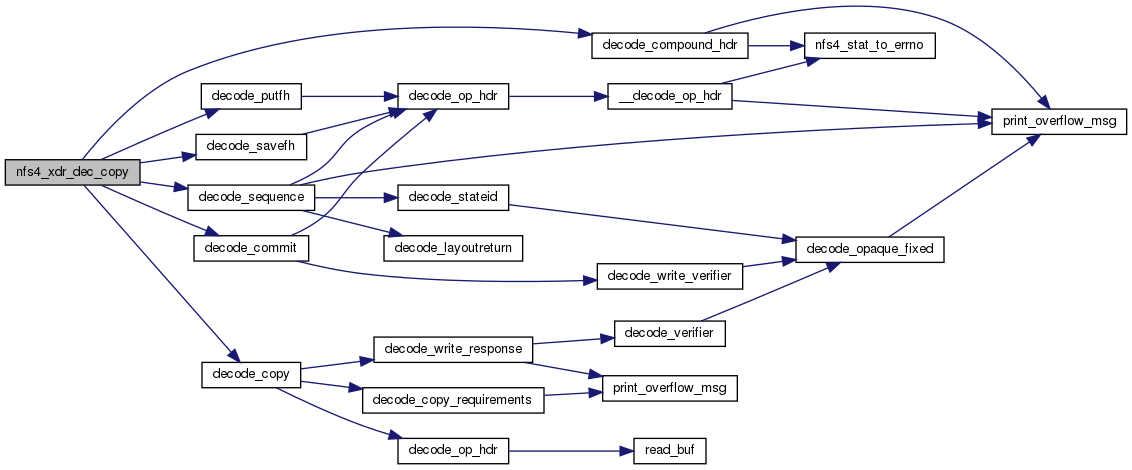 nfs4_xdr_dec_copy
decode_compound_hdr
nfs4_stat_to_errno
decode_putfh
decode_op_hdr
__decode_op_hdr
print_overflow_msg
decode_savefh
decode_sequence
decode_stateid
decode_commit
decode_layoutreturn
decode_opaque_fixed
decode_write_verifier
decode_verifier
decode_write_response
decode_copy
print_overflow_msg
decode_copy_requirements
decode_op_hdr
read_buf